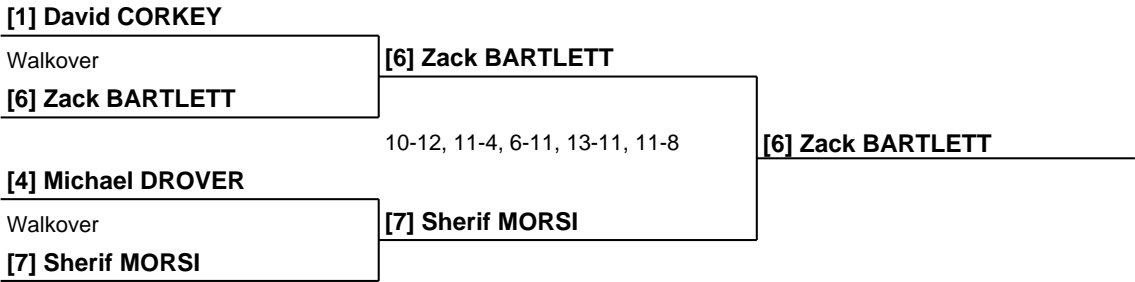 [1] David CORKEY
Walkover
[6] Zack BARTLETT
[6] Zack BARTLETT
10-12, 11-4, 6-11, 13-11, 11-8
[6] Zack BARTLETT
[4] Michael DROVER
Walkover
[7] Sherif MORSI
[7] Sherif MORSI